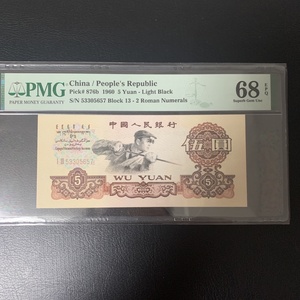 PMG
PAPER MONEY GUARANTY
China / People's Republic
Pick# 876b 1960 5 Yuan - Light Black
S/N 53305857 Block 13 - 2 Roman Numerals
68 EPQ
Superb Gem Unc
中国人民银行
伍圆
5
WU YUAN
5